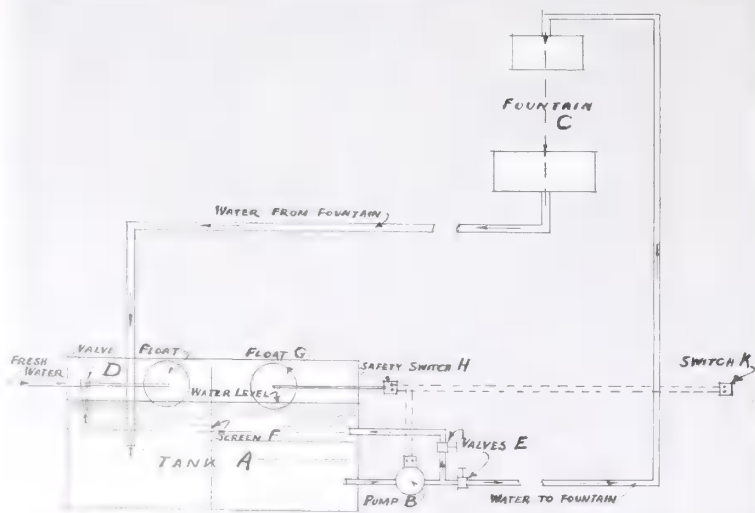 FOUNTAIN
C
WATER FROM FOUNTAIN
VALVE
FLOAT
FLOAT G
FRESH
WATER
D
SAFETY SWITCH H
SWITCH K
WATER LEVEL
SCREEN F
VALVES E
TANK A
PUMP B
WATER TO FOUNTAIN